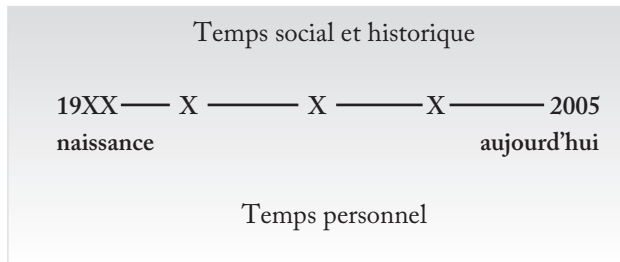 Temps social et historique
19XX — X — X — X — 2005
naissance aujourd'hui
Temps personnel